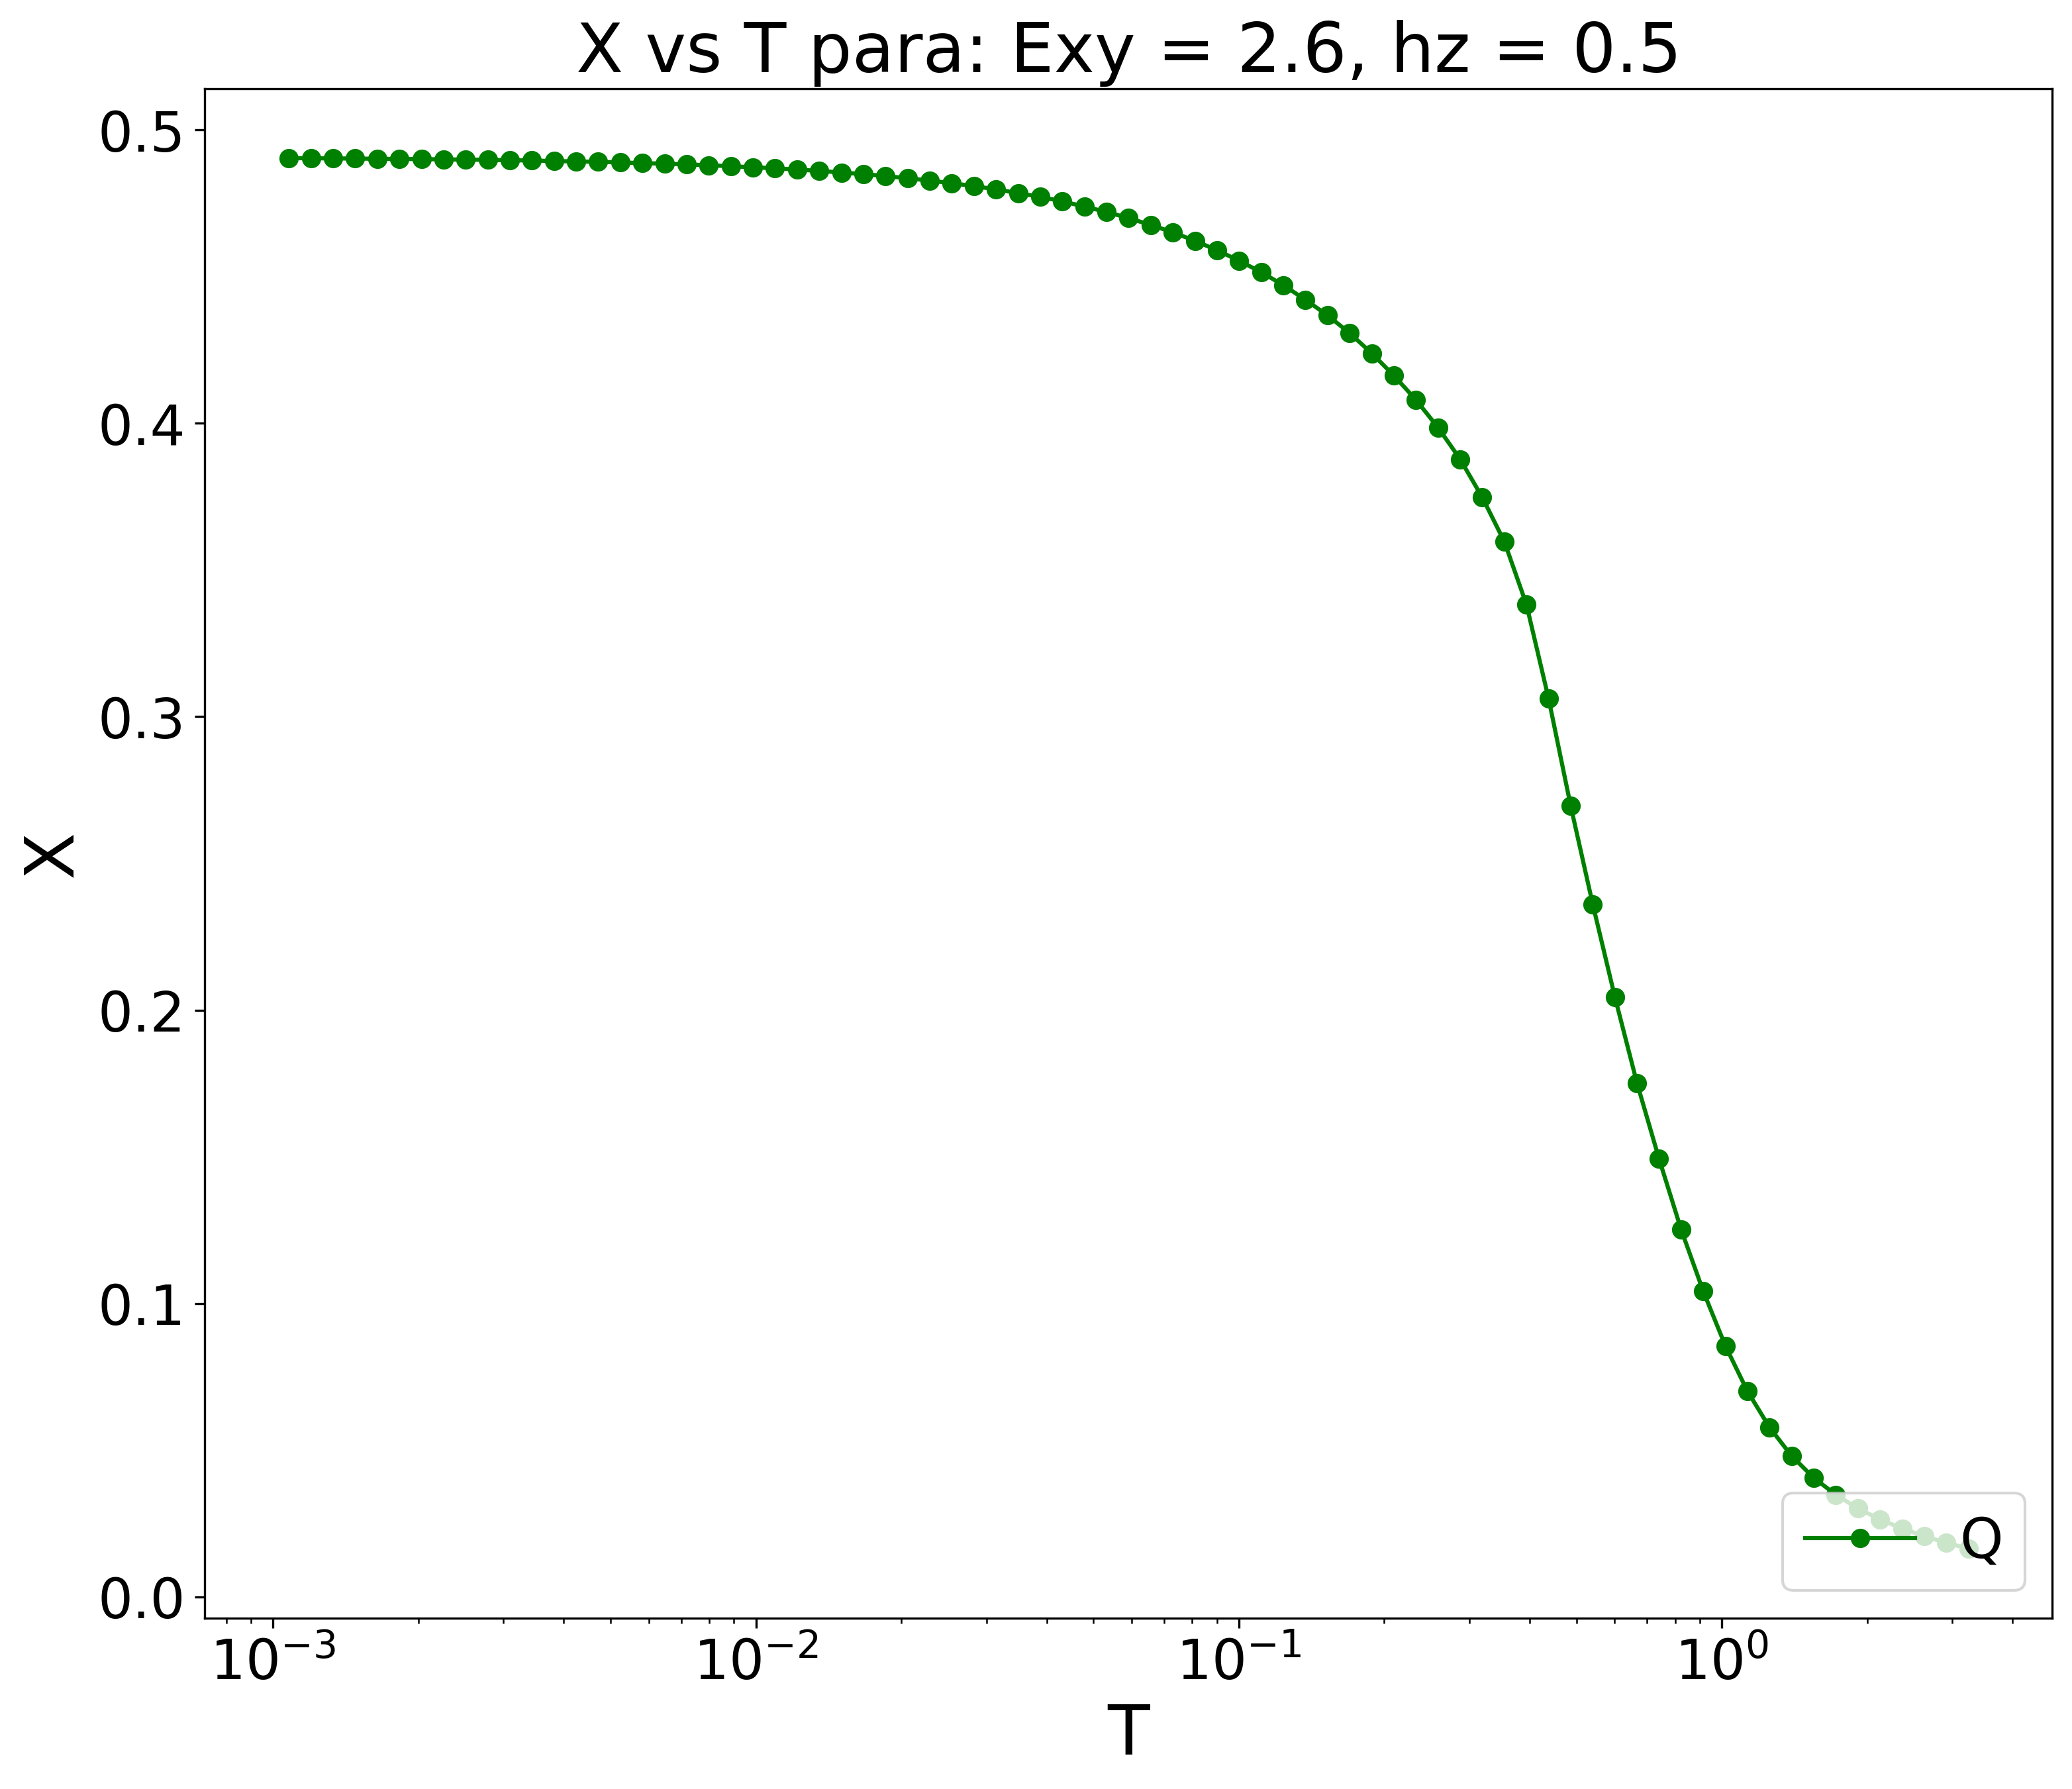 X vs T para: Exy = 2.6, hz = 0.5
X
0.5
0.4
0.3
0.2
0.1
0.0
10⁻³ 10⁻² 10⁻¹ 10⁰
T
Q